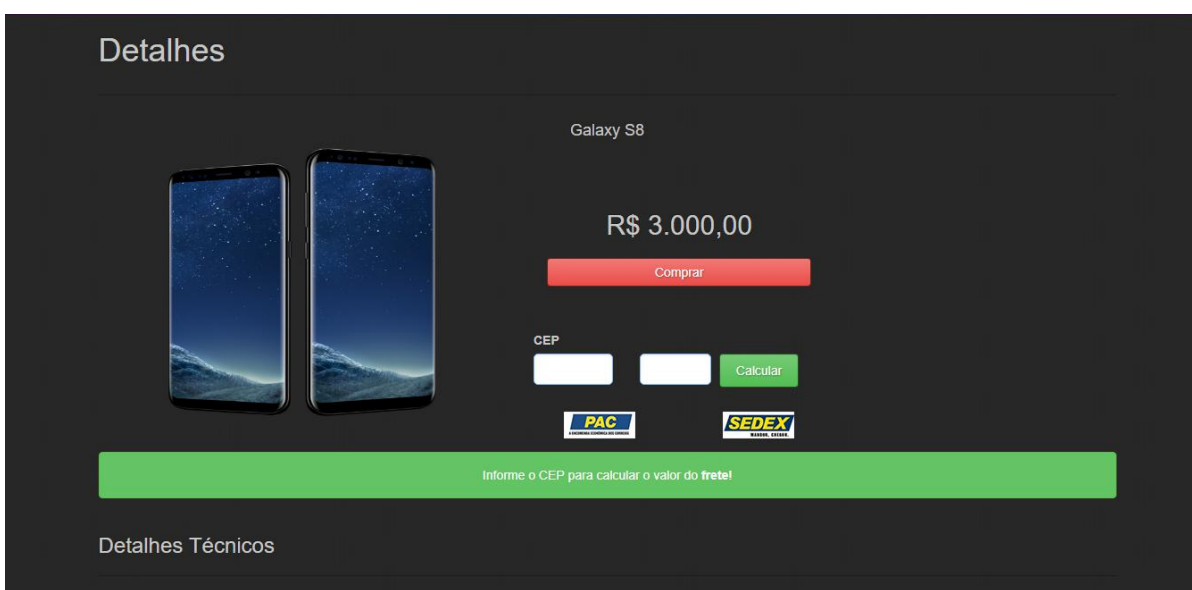 Detalhes
Galaxy S8
R$ 3.000,00
Comprar
CEP
Calcular
PAC
SEDEX
Informe o CEP para calcular o valor do frete!
Detalhes Técnicos